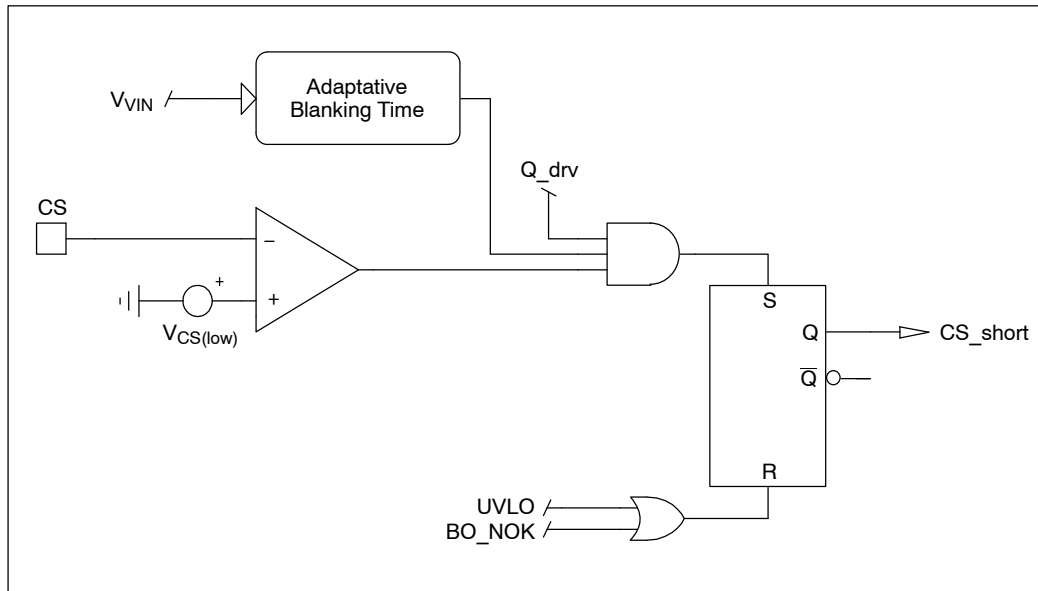 Adaptative
Blanking Time
V_VIN
Q_drv
CS
–
+
+
V_CS(low)
S
Q
CS_short
Q̅
R
UVLO
BO_NOK